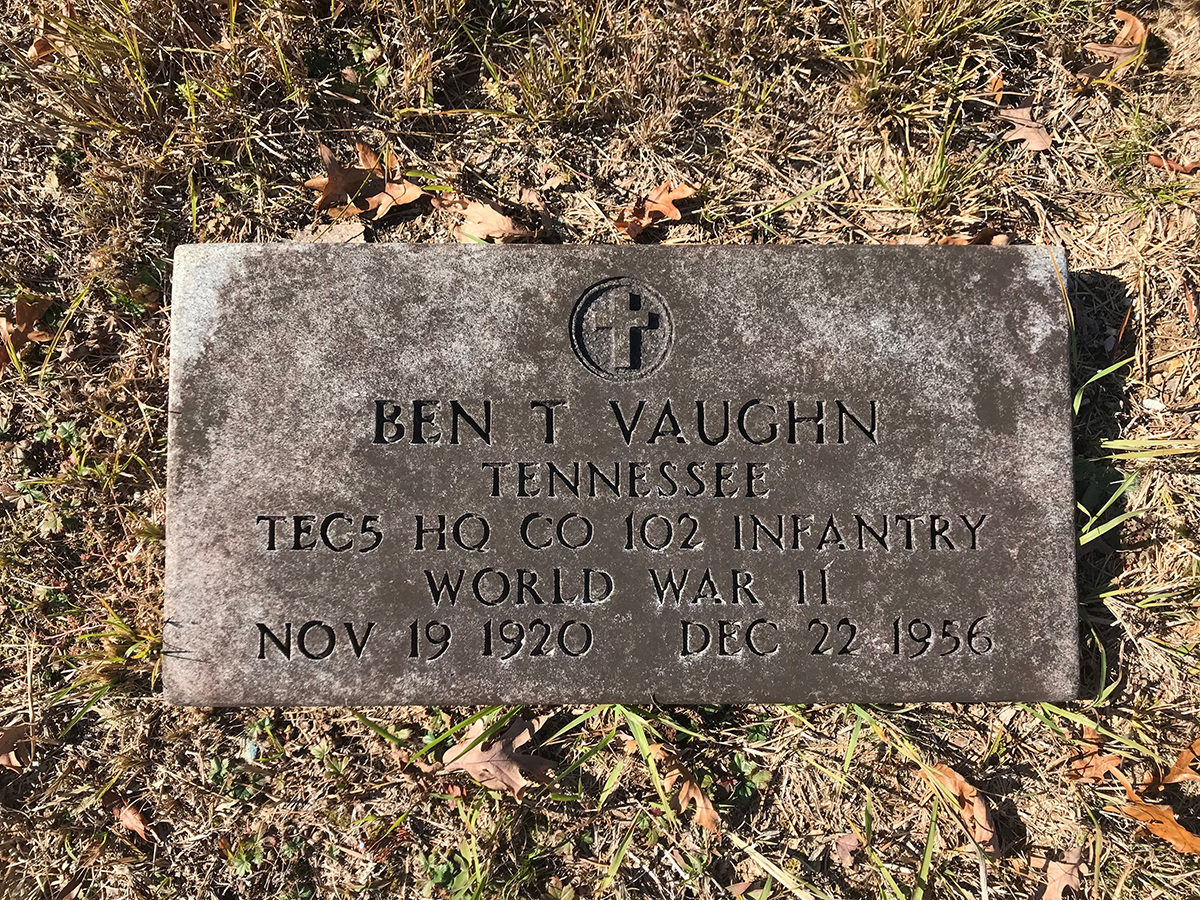 BEN T VAUGHN
TENNESSEE
TEC5 HQ CO 102 INFANTRY
WORLD WAR II
NOV 19 1920 DEC 22 1956